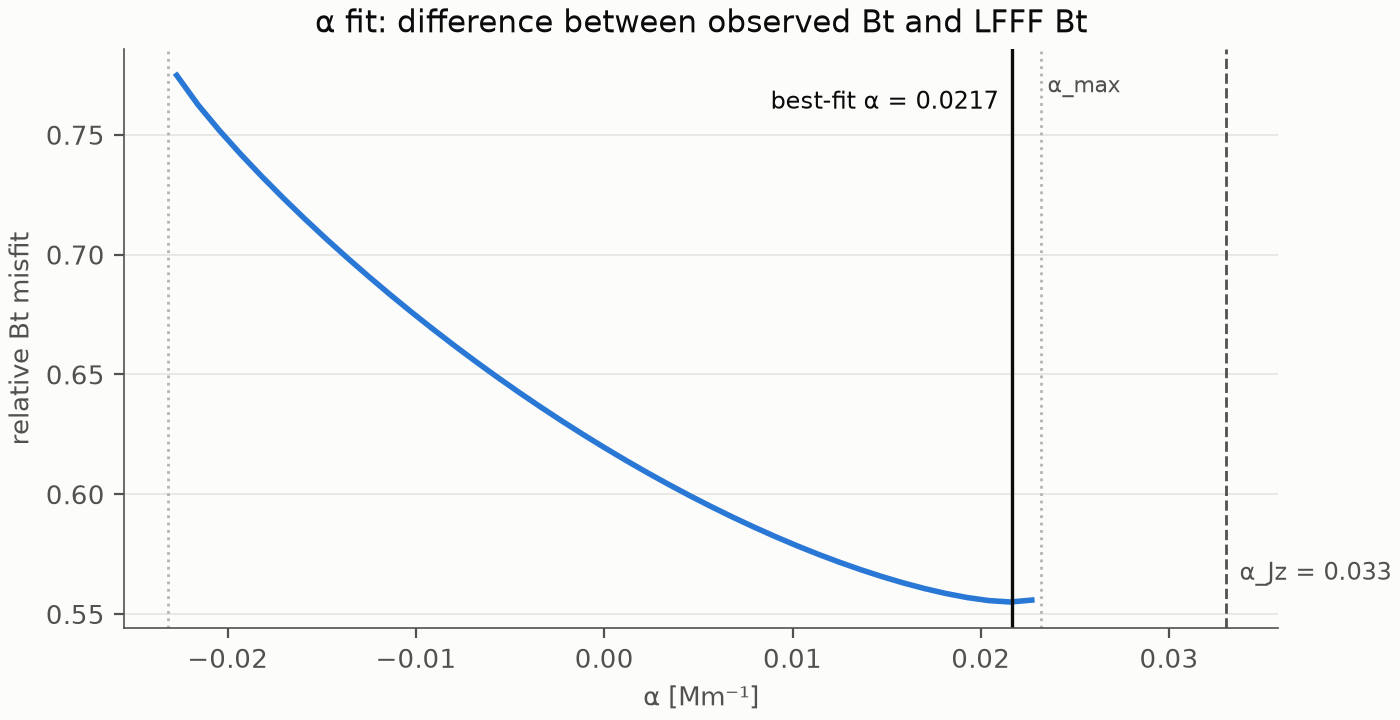 α fit: difference between observed Bt and LFFF Bt
best-fit α = 0.0217
α_max
α_Jz = 0.033
relative Bt misfit
0.75
0.70
0.65
0.60
0.55
−0.02
−0.01
0.00
0.01
0.02
0.03
α [Mm⁻¹]